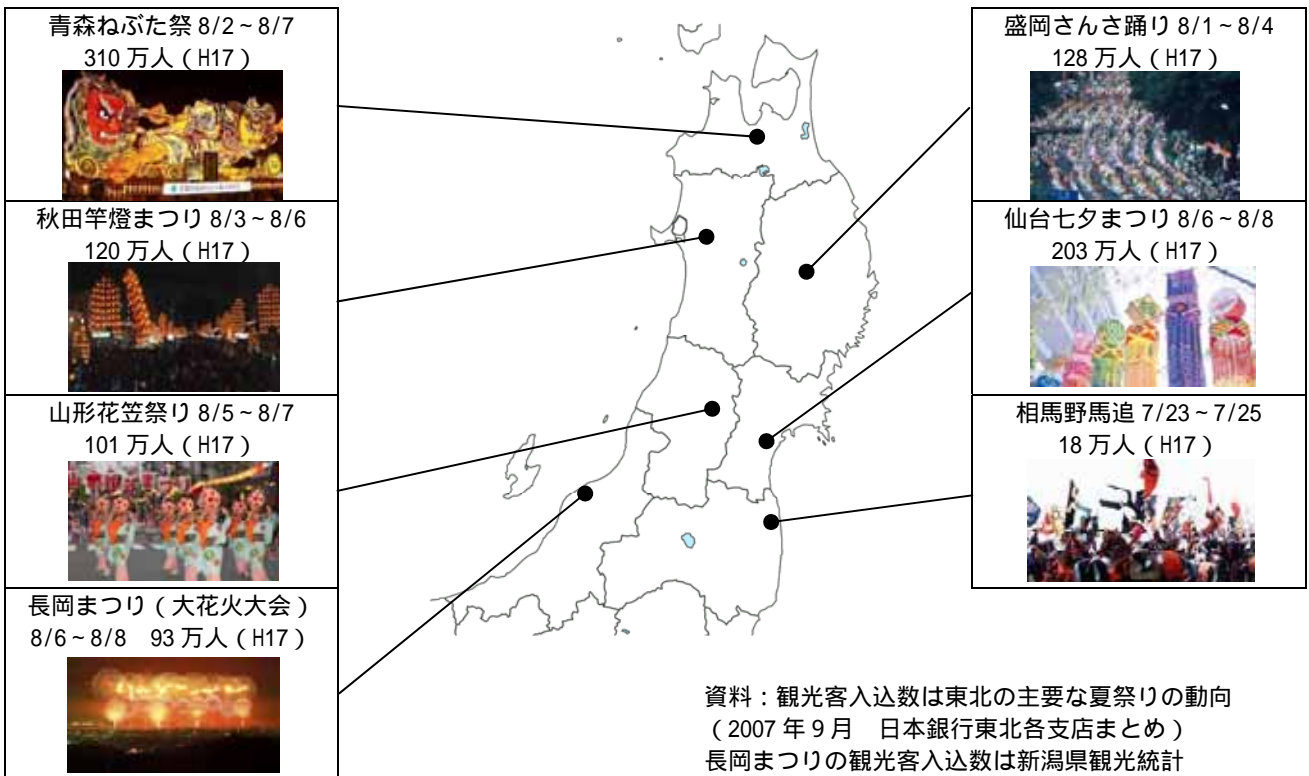 青森ねぶた祭 8/2～8/7
310 万人（H17）
秋田竿燈まつり 8/3～8/6
120 万人（H17）
山形花笠祭り 8/5～8/7
101 万人（H17）
長岡まつり（大花火大会）
8/6～8/8　93 万人（H17）
盛岡さんさ踊り 8/1～8/4
128 万人（H17）
仙台七夕まつり 8/6～8/8
203 万人（H17）
相馬野馬追 7/23～7/25
18 万人（H17）
資料：観光客入込数は東北の主要な夏祭りの動向
（2007 年 9 月　日本銀行東北各支店まとめ）
長岡まつりの観光客入込数は新潟県観光統計